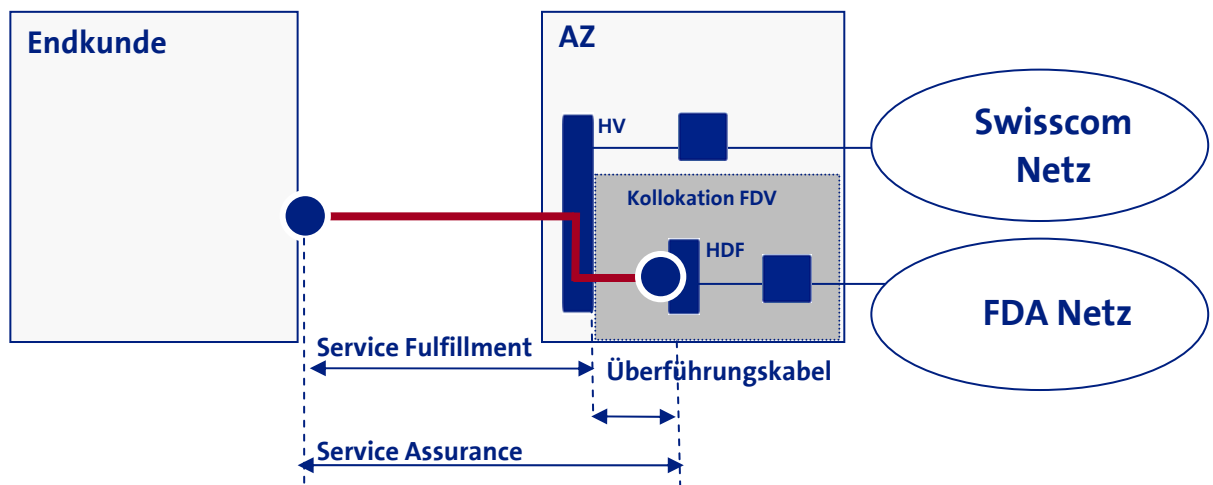 Endkunde
AZ
HV
Swisscom
Netz
Kollokation FDV
HDF
FDA Netz
Service Fulfillment
Überführungskabel
Service Assurance